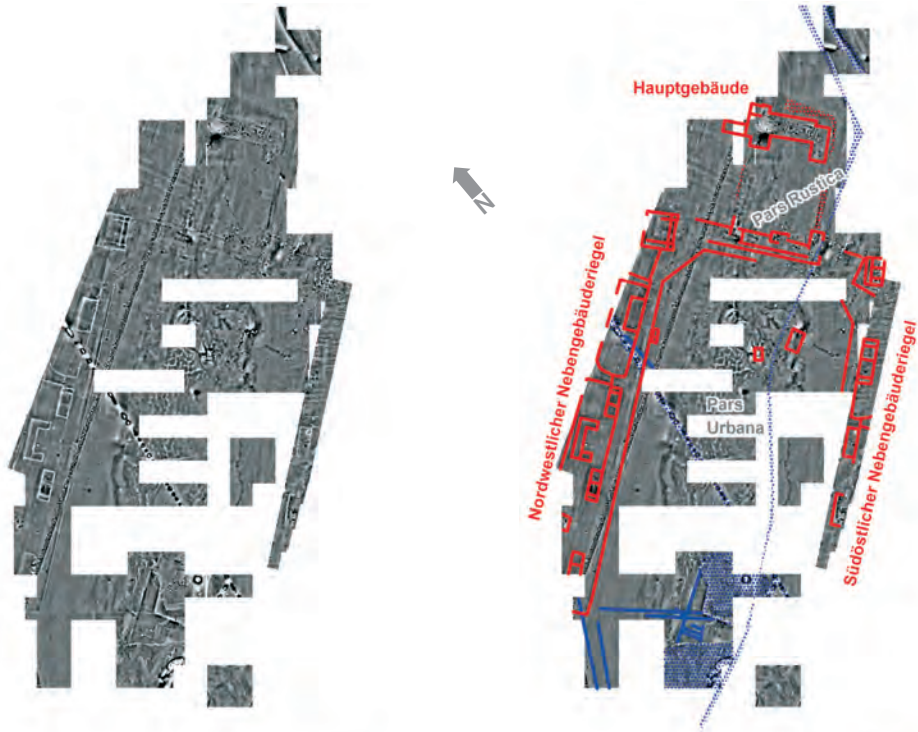 Hauptgebäude
N
Pars Rustica
Nordwestlicher Nebengebäuderiegel
Pars
Urbana
Südöstlicher Nebengebäuderiegel